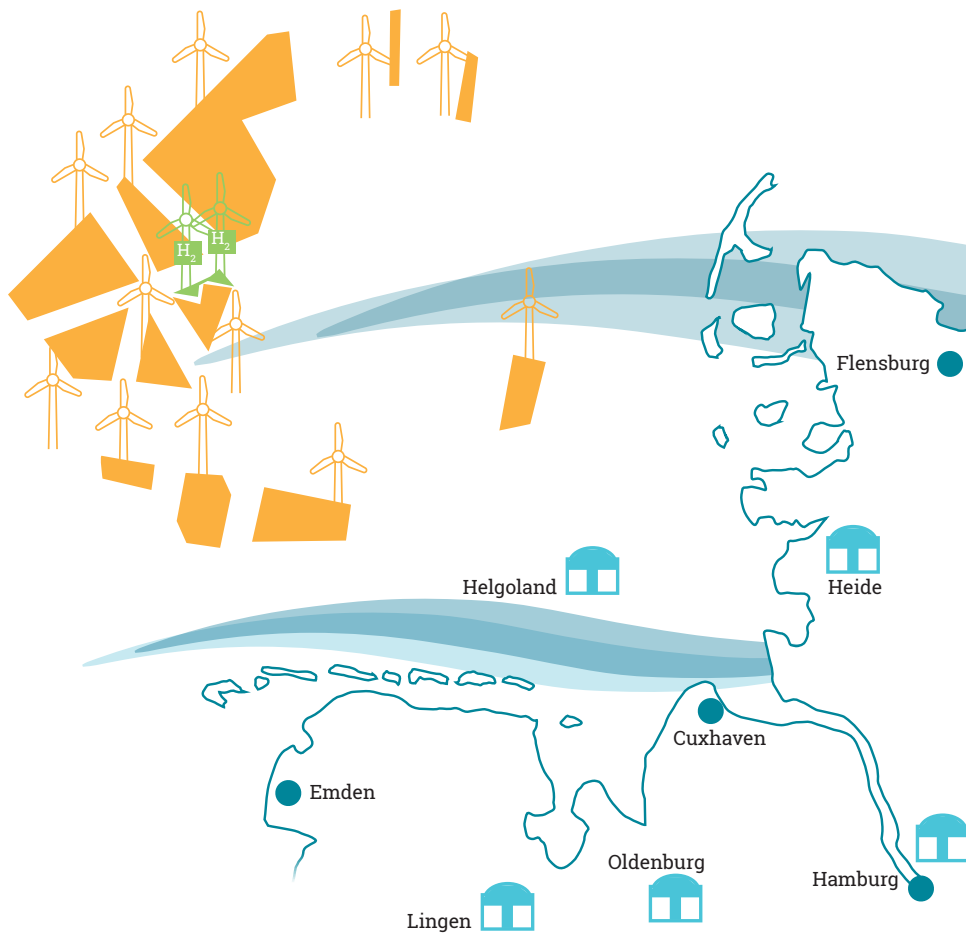 H₂
H₂
Flensburg
Helgoland
Heide
Cuxhaven
Emden
Oldenburg
Hamburg
Lingen